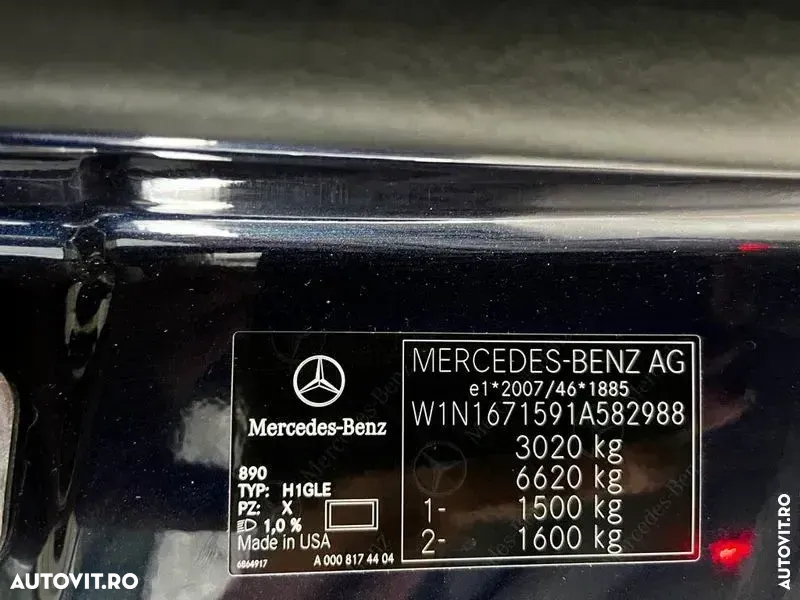 Mercedes-Benz
890
TYP: H1GLE
PZ: X
1,0 %
Made in USA
6864917
A 000 817 44 04
MERCEDES-BENZ AG
e1*2007/46*1885
W1N1671591A582988
3020 kg
6620 kg
1- 1500 kg
2- 1600 kg
AUTOVIT.RO
AUTOVIT.RO